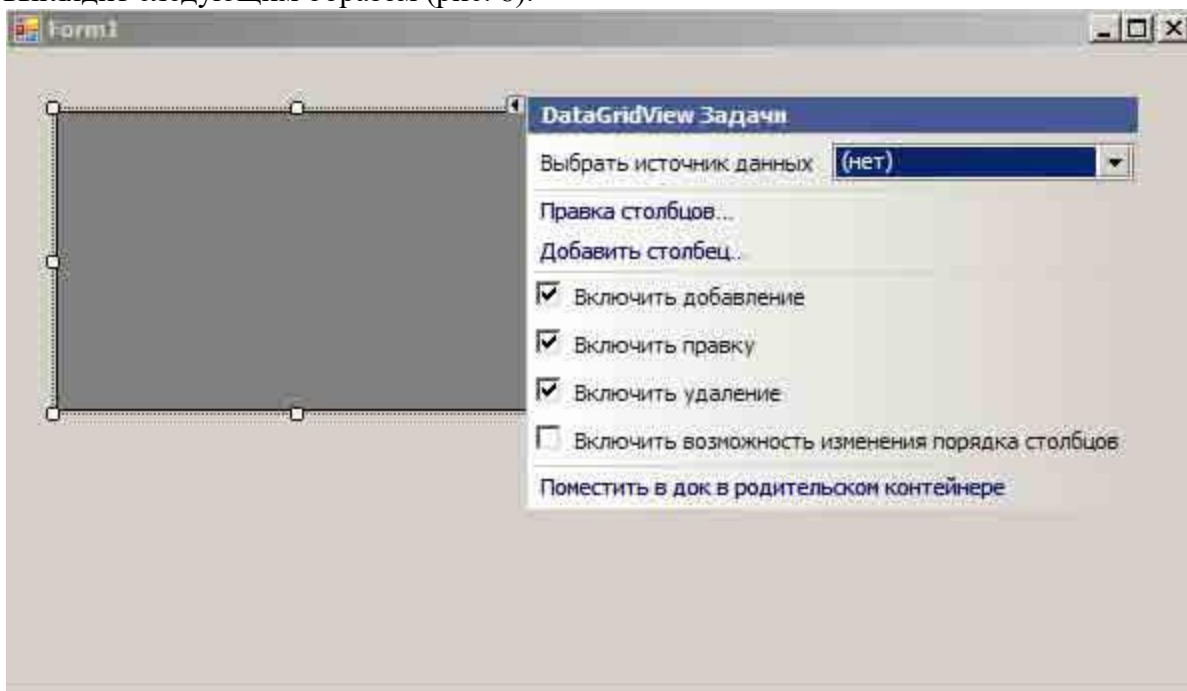 Form1
DataGridView Задачи
Выбрать источник данных (нет)
Правка столбцов...
Добавить столбец...
Включить добавление
Включить правку
Включить удаление
Включить возможность изменения порядка столбцов
Поместить в док в родительском контейнере